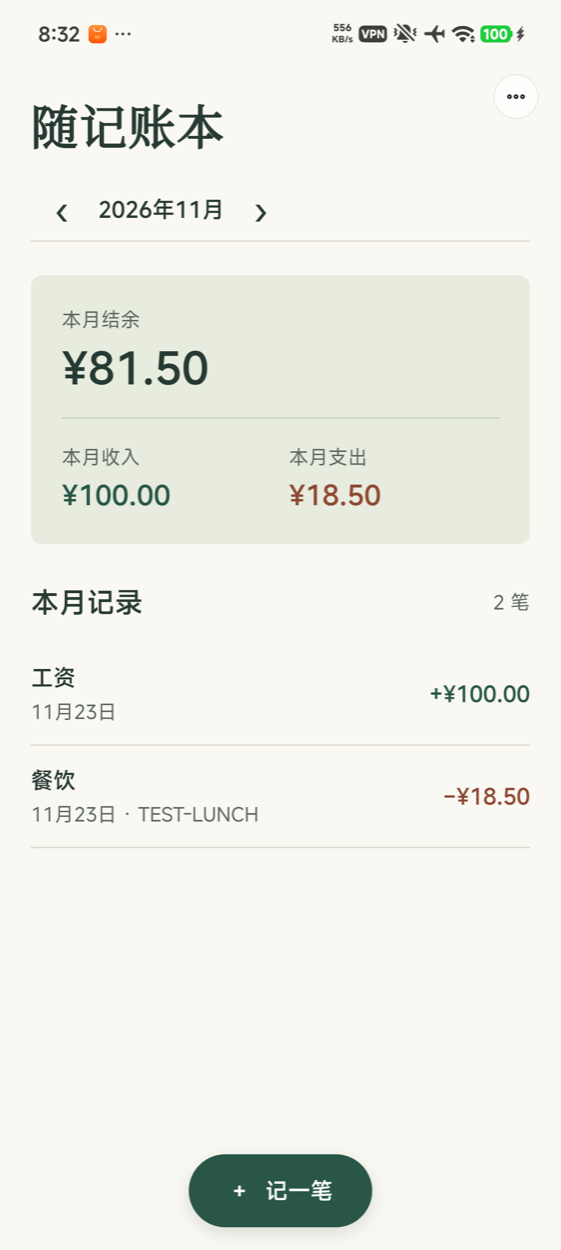 8:32 ···
556 KB/s VPN 100
随记账本
‹ 2026年11月 ›
本月结余
¥81.50
本月收入 本月支出
¥100.00 ¥18.50
本月记录 2 笔
工资
11月23日
+¥100.00
餐饮
11月23日 · TEST-LUNCH
−¥18.50
+ 记一笔